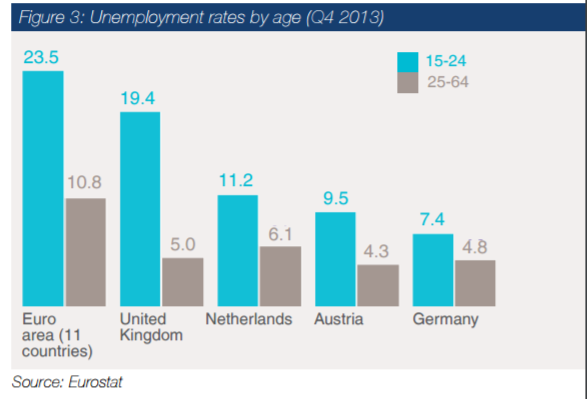 Figure 3: Unemployment rates by age (Q4 2013)
23.5
15-24
25-64
19.4
10.8
11.2
9.5
7.4
5.0
6.1
4.3
4.8
Euro
area (11
countries)
United
Kingdom
Netherlands
Austria
Germany
Source: Eurostat